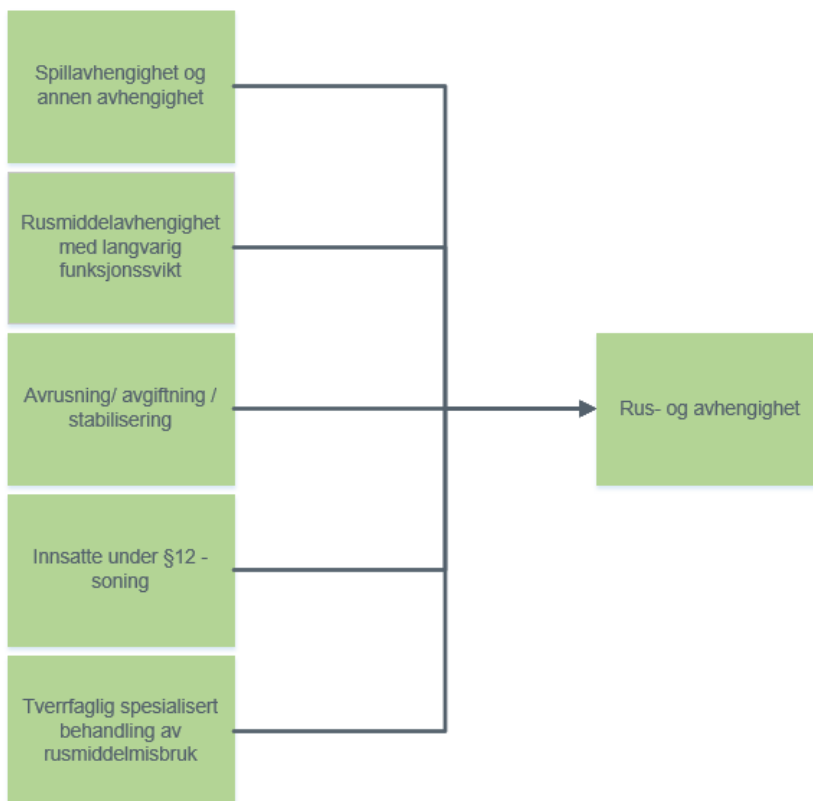 Spillavhengighet og
annen avhengighet
Rusmiddelavhengighet
med langvarig
funksjonssvikt
Avrusning/ avgiftning /
stabilisering
Rus- og avhengighet
Innsatte under §12 -
soning
Tverrfaglig spesialisert
behandling av
rusmiddelmisbruk